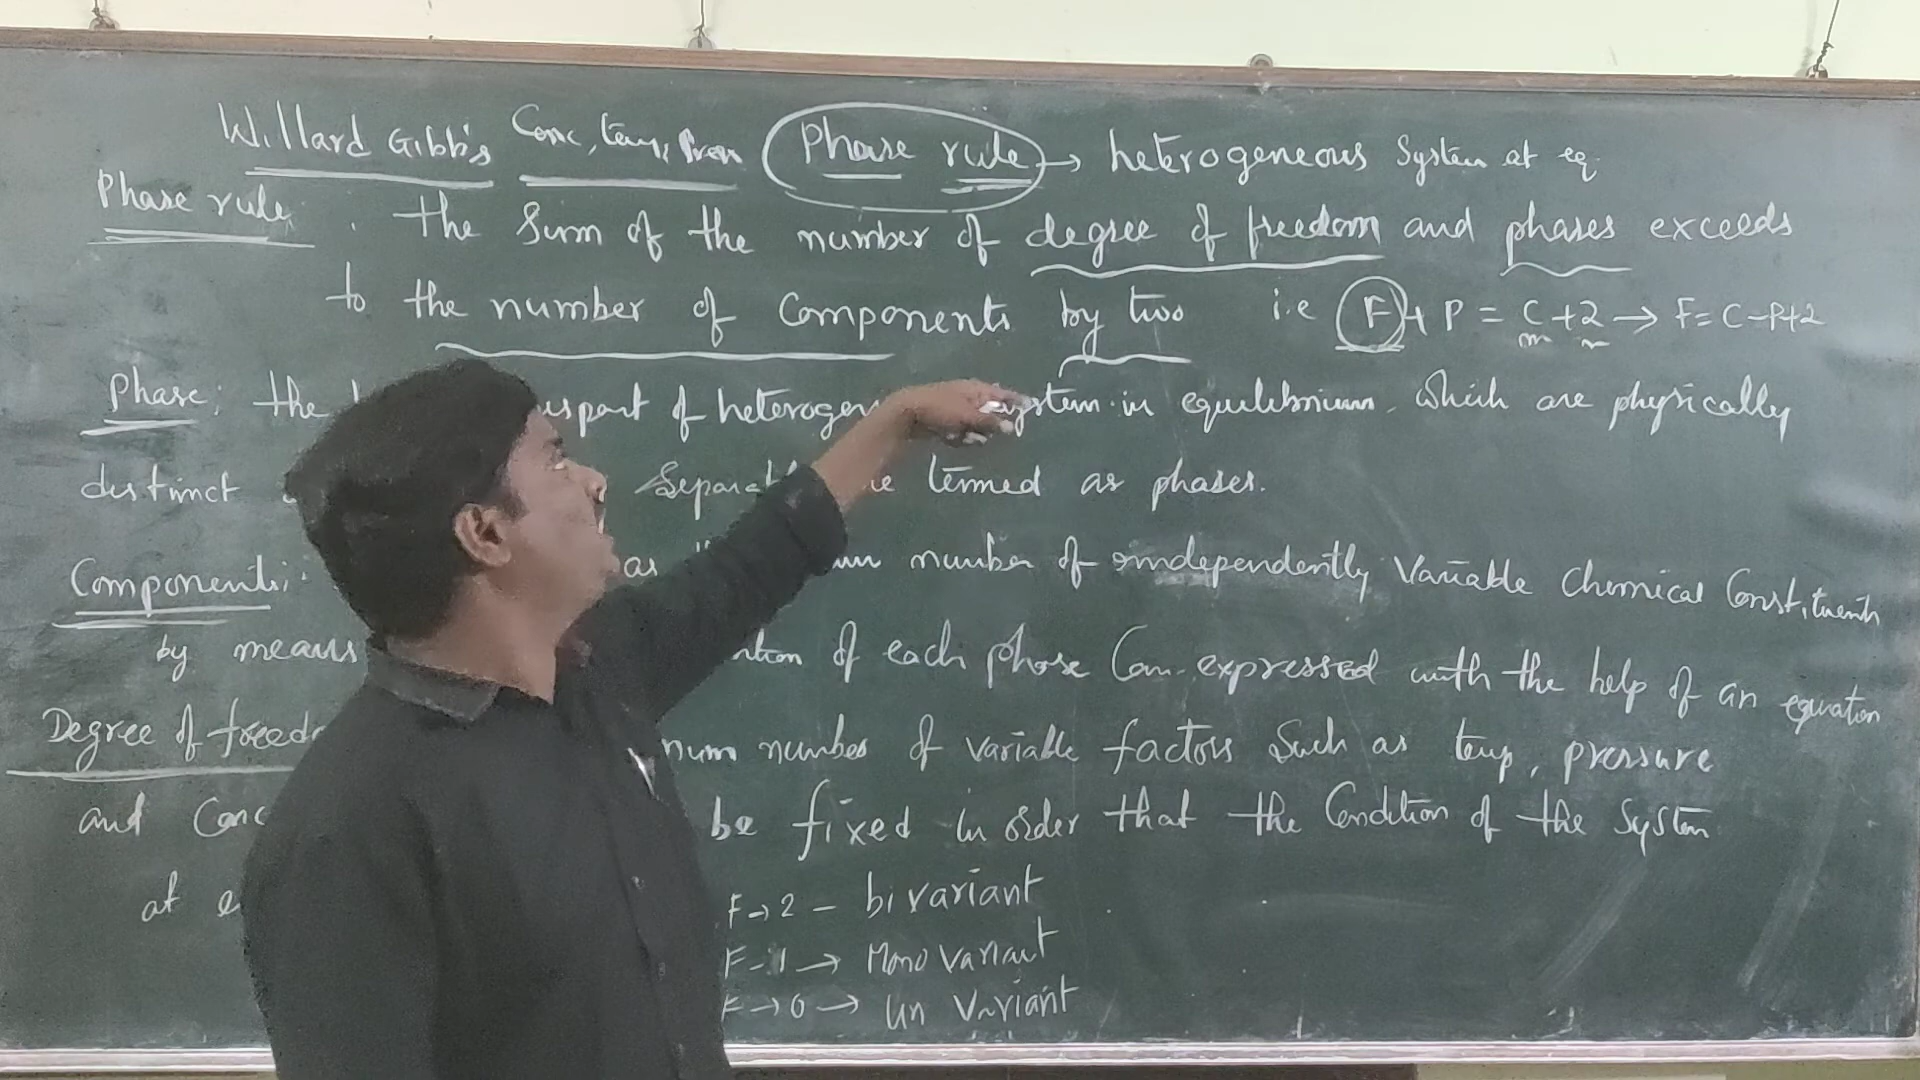 Willard Gibb's Conc, temp, Pres Phase rule → heterogeneous System at eq.
Phase rule. The Sum of the number of degree of freedom and phases exceeds
to the number of Components by two i.e F + P = C + 2 → F = C - P + 2
Phase: the part of heterogen system in equilibrium. Which are physically
distinct Separ termed as phases.
Components: as number of independently Variable Chemical Constituents
by means of each phase Can expressed with the help of an equation
Degree of freed num number of variable factors Such as temp, pressure
and Conc be fixed in order that the Condition of the System
at e
F → 2 - bivariant
F - 1 → Mono variant
F → 0 → Un Variant